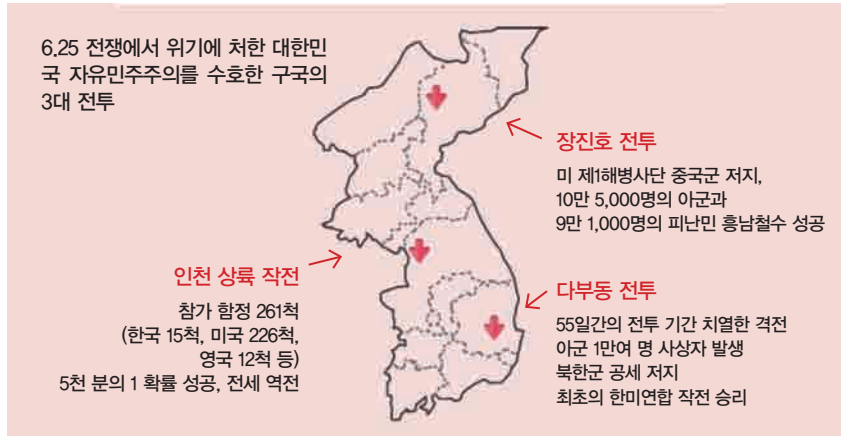 6.25 전쟁에서 위기에 처한 대한민
국 자유민주주의를 수호한 구국의
3대 전투
장진호 전투
미 제1해병사단 중국군 저지,
10만 5,000명의 아군과
9만 1,000명의 피난민 흥남철수 성공
인천 상륙 작전
참가 함정 261척
(한국 15척, 미국 226척,
영국 12척 등)
5천 분의 1 확률 성공, 전세 역전
다부동 전투
55일간의 전투 기간 치열한 격전
아군 1만여 명 사상자 발생
북한군 공세 저지
최초의 한미연합 작전 승리